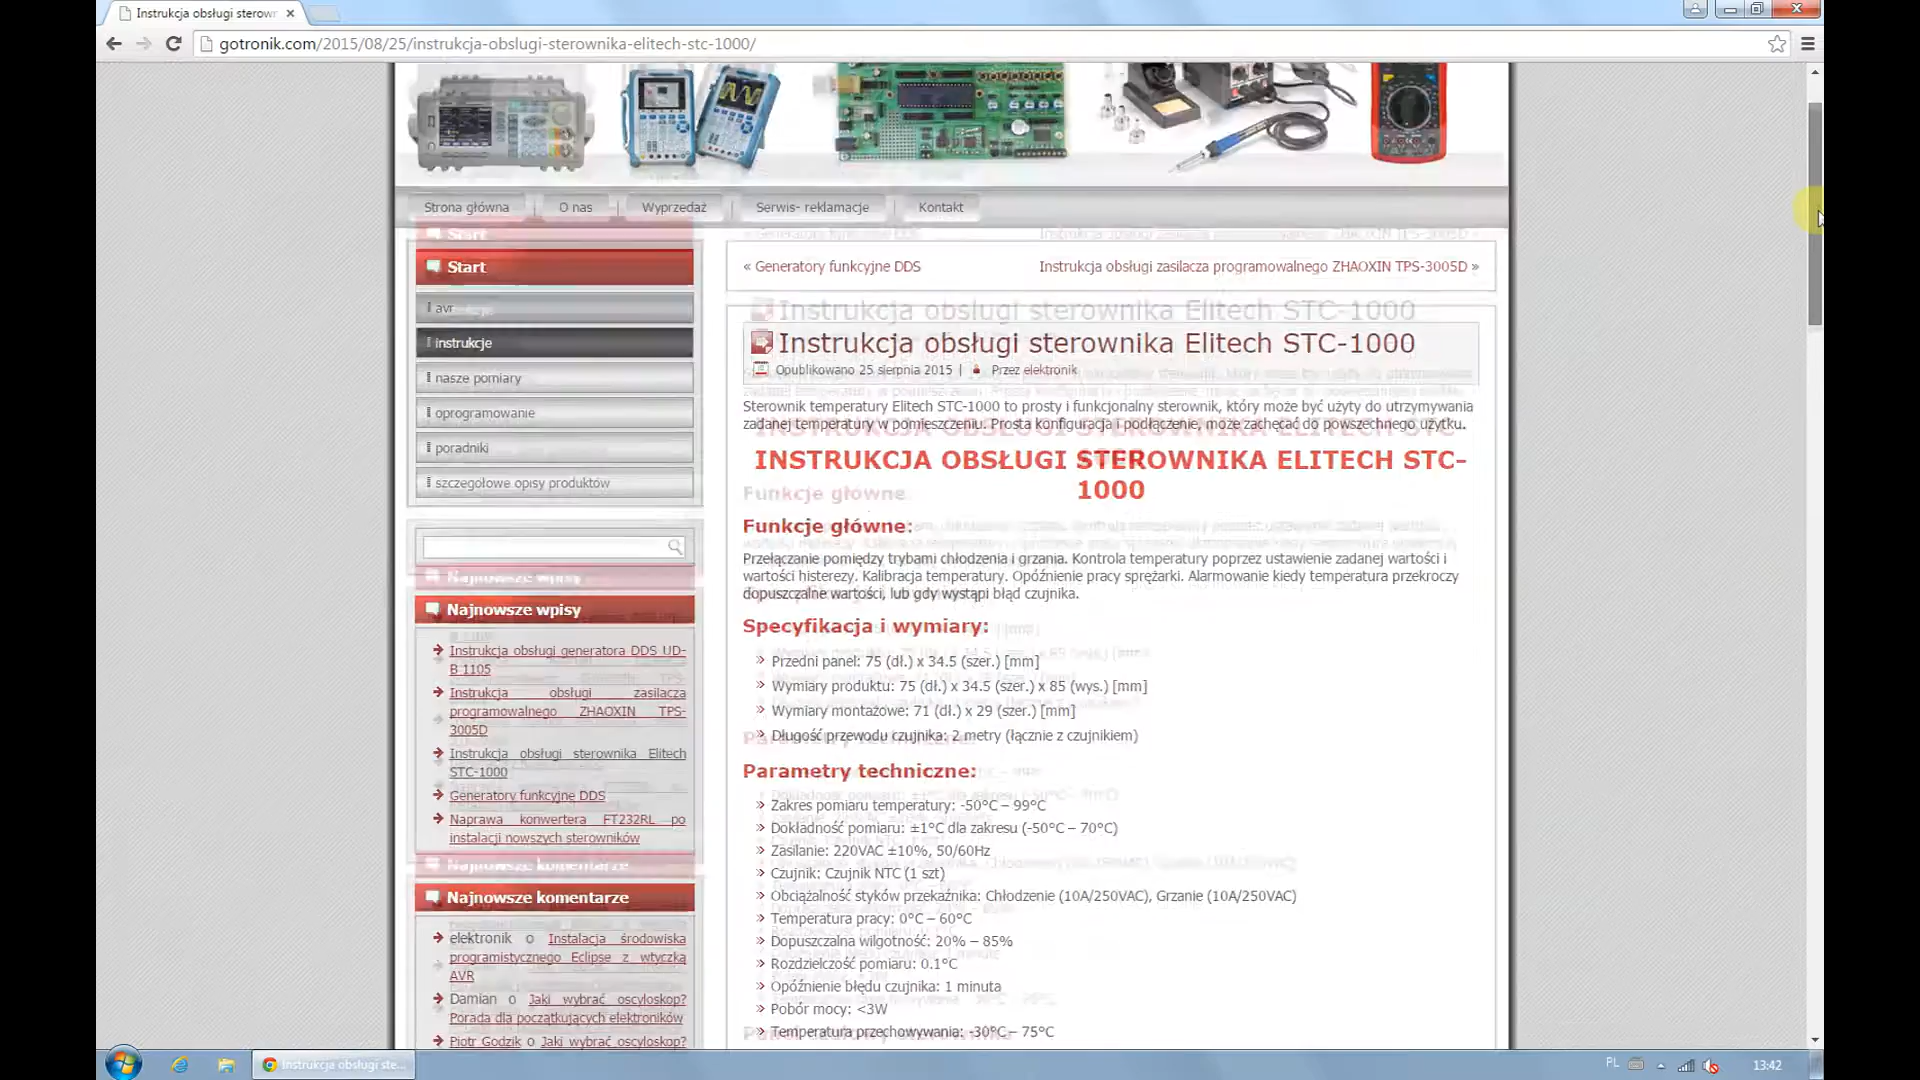 Instrukcja obsługi sterown
gotronik.com/2015/08/25/instrukcja-obslugi-sterownika-elitech-stc-1000/
Strona główna | O nas | Wyprzedaż | Serwis- reklamacje | Kontakt
Start
avr
instrukcje
nasze pomiary
oprogramowanie
poradniki
szczegółowe opisy produktów
Najnowsze wpisy
Instrukcja obsługi generatora DDS UD-
B 1105
Instrukcja obsługi zasilacza
programowalnego ZHAOXIN TPS-
3005D
Instrukcja obsługi sterownika Elitech
STC-1000
Generatory funkcyjne DDS
Naprawa konwertera FT232RL po
instalacji nowszych sterowników
Najnowsze komentarze
elektronik o Instalacja środowiska
programistycznego Eclipse z wtyczką
AVR
Damian o Jaki wybrać oscyloskop?
Porada dla początkujących elektroników
Piotr Godzik o Jaki wybrać oscyloskop?
« Generatory funkcyjne DDS
Instrukcja obsługi zasilacza programowalnego ZHAOXIN TPS-3005D »
Instrukcja obsługi sterownika Elitech STC-1000
Opublikowano 25 sierpnia 2015 | Przez elektronik
Sterownik temperatury Elitech STC-1000 to prosty i funkcjonalny sterownik, który może być użyty do utrzymywania
zadanej temperatury w pomieszczeniu. Prosta konfiguracja i podłączenie, może zachęcać do powszechnego użytku.
INSTRUKCJA OBSŁUGI STEROWNIKA ELITECH STC-
1000
Funkcje główne:
Przełączanie pomiędzy trybami chłodzenia i grzania. Kontrola temperatury poprzez ustawienie zadanej wartości i
wartości histerezy. Kalibracja temperatury. Opóźnienie pracy sprężarki. Alarmowanie kiedy temperatura przekroczy
dopuszczalne wartości, lub gdy wystąpi błąd czujnika.
Specyfikacja i wymiary:
» Przedni panel: 75 (dł.) x 34.5 (szer.) [mm]
» Wymiary produktu: 75 (dł.) x 34.5 (szer.) x 85 (wys.) [mm]
» Wymiary montażowe: 71 (dł.) x 29 (szer.) [mm]
» Długość przewodu czujnika: 2 metry (łącznie z czujnikiem)
Parametry techniczne:
» Zakres pomiaru temperatury: -50°C – 99°C
» Dokładność pomiaru: ±1°C dla zakresu (-50°C – 70°C)
» Zasilanie: 220VAC ±10%, 50/60Hz
» Czujnik: Czujnik NTC (1 szt)
» Obciążalność styków przekaźnika: Chłodzenie (10A/250VAC), Grzanie (10A/250VAC)
» Temperatura pracy: 0°C – 60°C
» Dopuszczalna wilgotność: 20% – 85%
» Rozdzielczość pomiaru: 0.1°C
» Opóźnienie błędu czujnika: 1 minuta
» Pobór mocy: <3W
» Temperatura przechowywania: -30°C – 75°C
Instrukcja obsługi ste...
PL
13:42